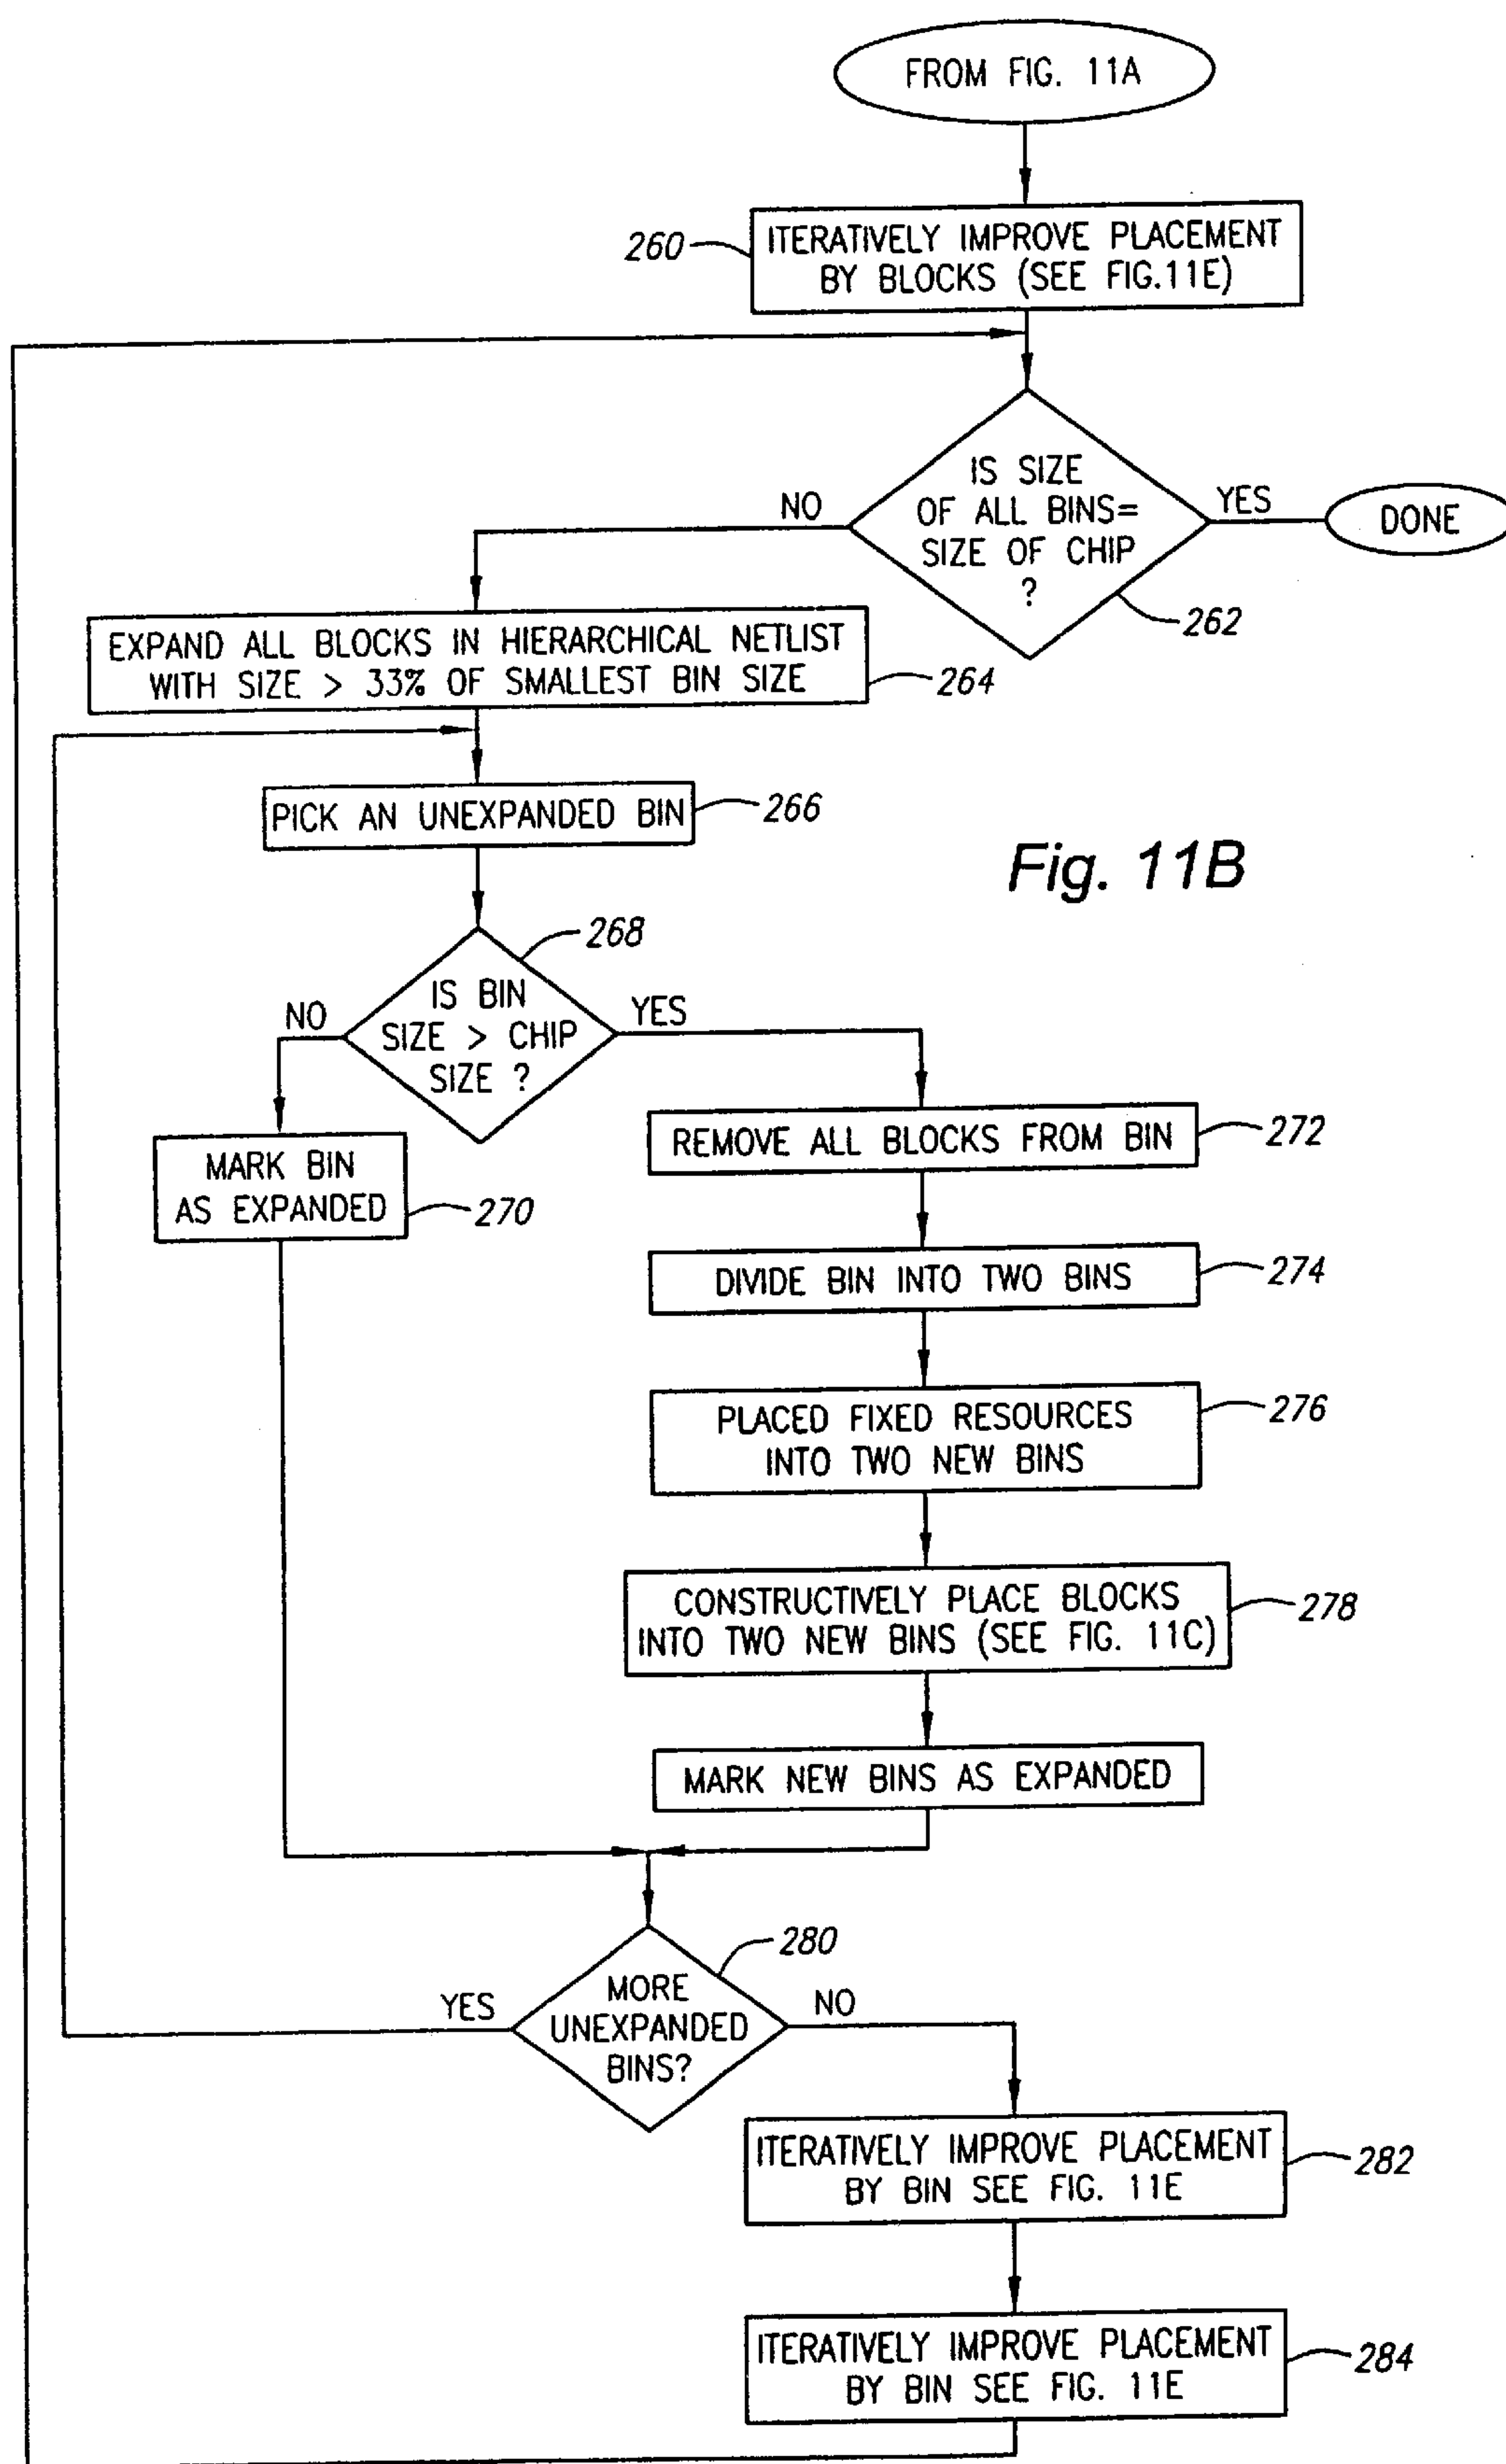 FROM FIG. 11A
260
ITERATIVELY IMPROVE PLACEMENT
BY BLOCKS (SEE FIG.11E)
IS SIZE
OF ALL BINS=
SIZE OF CHIP
?
NO
YES
DONE
262
EXPAND ALL BLOCKS IN HIERARCHICAL NETLIST
WITH SIZE > 33% OF SMALLEST BIN SIZE
264
PICK AN UNEXPANDED BIN
266
Fig. 11B
268
IS BIN
SIZE > CHIP
SIZE ?
NO
YES
MARK BIN
AS EXPANDED
270
REMOVE ALL BLOCKS FROM BIN
272
DIVIDE BIN INTO TWO BINS
274
PLACED FIXED RESOURCES
INTO TWO NEW BINS
276
CONSTRUCTIVELY PLACE BLOCKS
INTO TWO NEW BINS (SEE FIG. 11C)
278
MARK NEW BINS AS EXPANDED
280
MORE
UNEXPANDED
BINS?
YES
NO
ITERATIVELY IMPROVE PLACEMENT
BY BIN SEE FIG. 11E
282
ITERATIVELY IMPROVE PLACEMENT
BY BIN SEE FIG. 11E
284